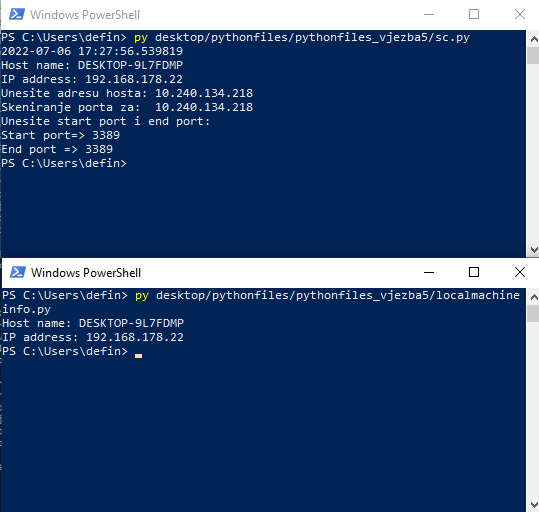 Windows PowerShell
PS C:\Users\defin> py desktop/pythonfiles/pythonfiles_vjezba5/sc.py
2022-07-06 17:27:56.539819
Host name: DESKTOP-9L7FDMP
IP address: 192.168.178.22
Unesite adresu hosta: 10.240.134.218
Skeniranje porta za:  10.240.134.218
Unesite start port i end port:
Start port=> 3389
End port => 3389
PS C:\Users\defin>
Windows PowerShell
PS C:\Users\defin> py desktop/pythonfiles/pythonfiles_vjezba5/localmachine
info.py
Host name: DESKTOP-9L7FDMP
IP address: 192.168.178.22
PS C:\Users\defin>